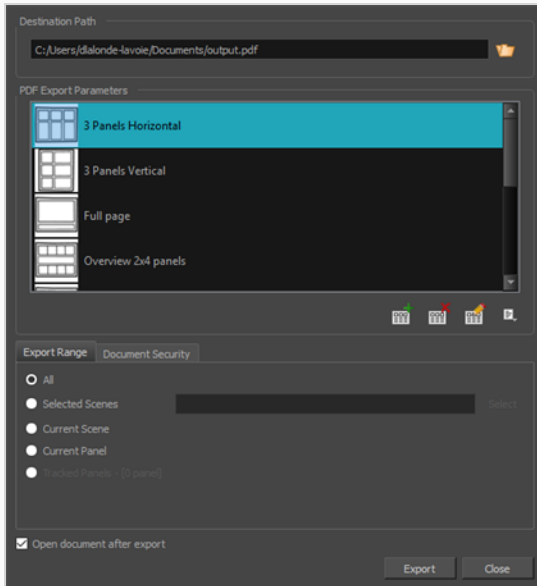 Destination Path
C:/Users/dlalonde-lavoie/Documents/output.pdf
PDF Export Parameters
3 Panels Horizontal
3 Panels Vertical
Full page
Overview 2x4 panels
Export Range Document Security
All
Selected Scenes Select
Current Scene
Current Panel
Tracked Panels - (0 panel)
Open document after export
Export Close